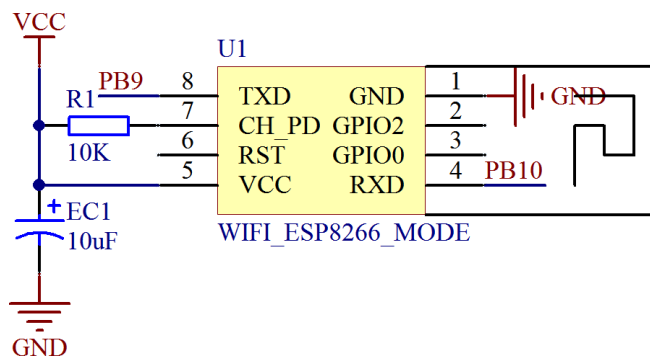 VCC
U1
PB9 8 TXD GND 1 GND
R1 7 CH_PD GPIO2 2
10K 6 RST GPIO0 3
5 VCC RXD 4 PB10
+ EC1
10uF
WIFI_ESP8266_MODE
GND